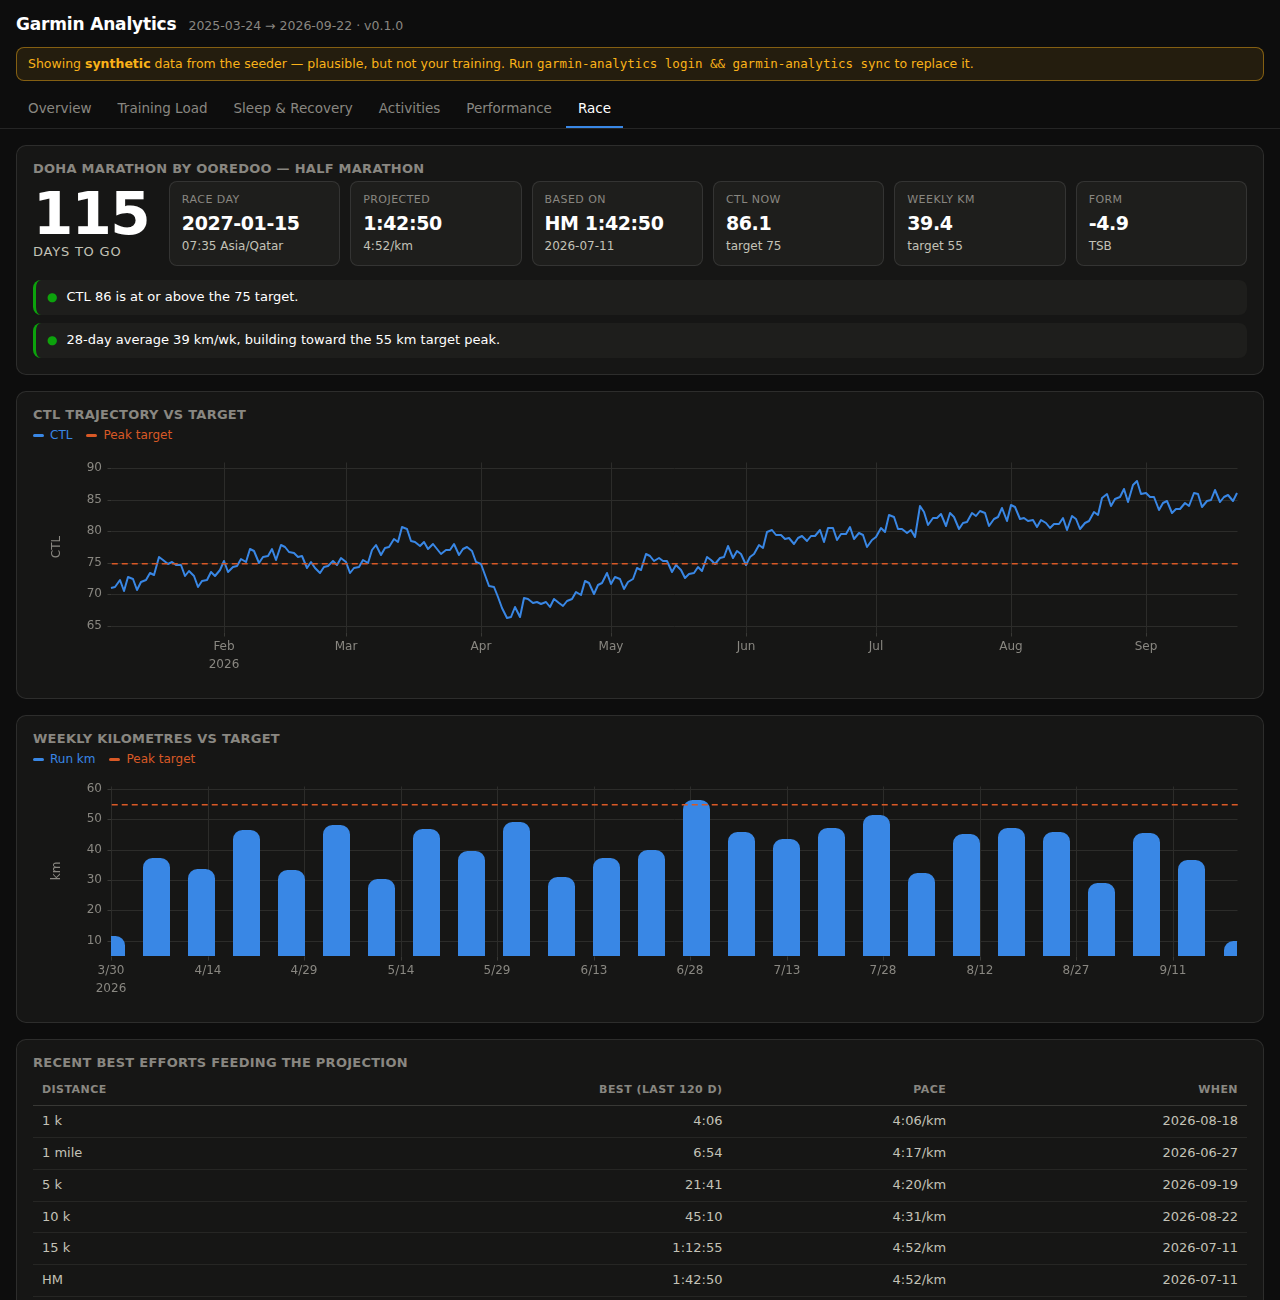 Garmin Analytics 2025-03-24 → 2026-09-22 · v0.1.0
Showing synthetic data from the seeder — plausible, but not your training. Run garmin-analytics login && garmin-analytics sync to replace it.
Overview Training Load Sleep & Recovery Activities Performance Race
DOHA MARATHON BY OOREDOO — HALF MARATHON
115
DAYS TO GO
RACE DAY
2027-01-15
07:35 Asia/Qatar
PROJECTED
1:42:50
4:52/km
BASED ON
HM 1:42:50
2026-07-11
CTL NOW
86.1
target 75
WEEKLY KM
39.4
target 55
FORM
-4.9
TSB
CTL 86 is at or above the 75 target.
28-day average 39 km/wk, building toward the 55 km target peak.
CTL TRAJECTORY VS TARGET
CTL Peak target
90
85
80
75
70
65
CTL
Feb Mar Apr May Jun Jul Aug Sep
2026
WEEKLY KILOMETRES VS TARGET
Run km Peak target
60
50
40
30
20
10
km
3/30 4/14 4/29 5/14 5/29 6/13 6/28 7/13 7/28 8/12 8/27 9/11
2026
RECENT BEST EFFORTS FEEDING THE PROJECTION
DISTANCE BEST (LAST 120 D) PACE WHEN
1 k 4:06 4:06/km 2026-08-18
1 mile 6:54 4:17/km 2026-06-27
5 k 21:41 4:20/km 2026-09-19
10 k 45:10 4:31/km 2026-08-22
15 k 1:12:55 4:52/km 2026-07-11
HM 1:42:50 4:52/km 2026-07-11